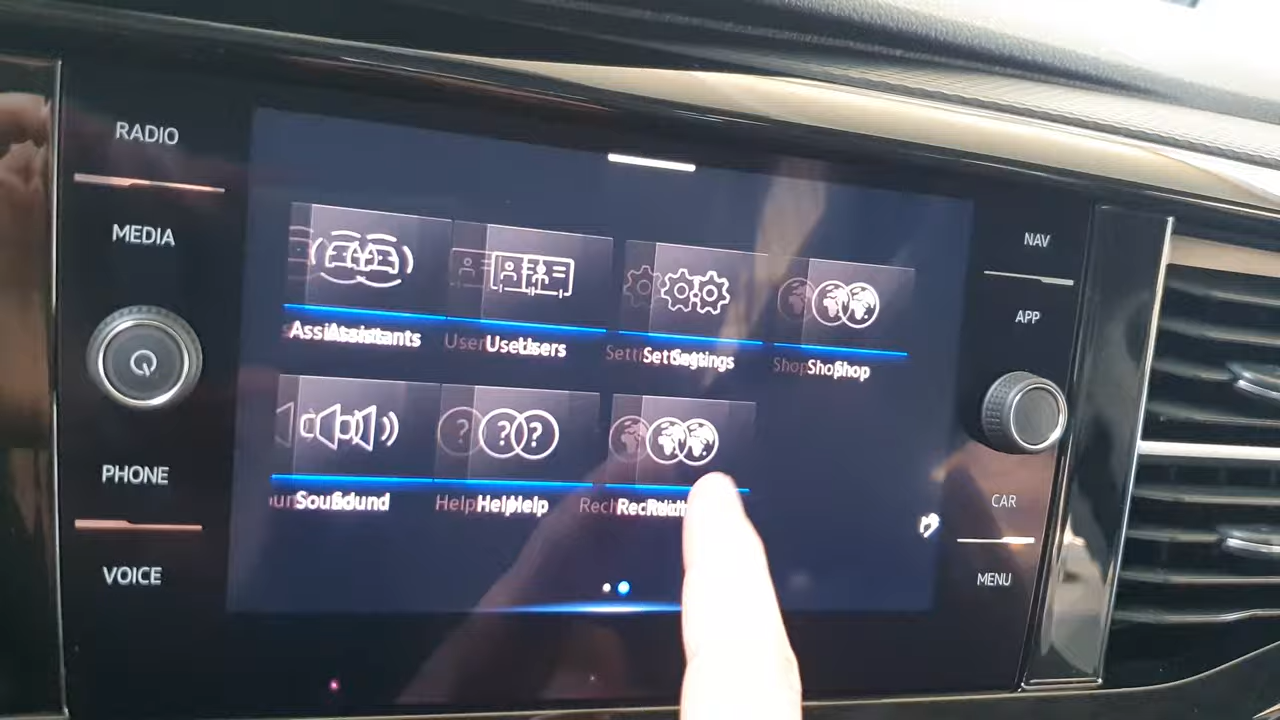 RADIO
MEDIA
PHONE
VOICE
Assistants
Users
Settings
Shop
Sound
Help
NAV
APP
CAR
MENU